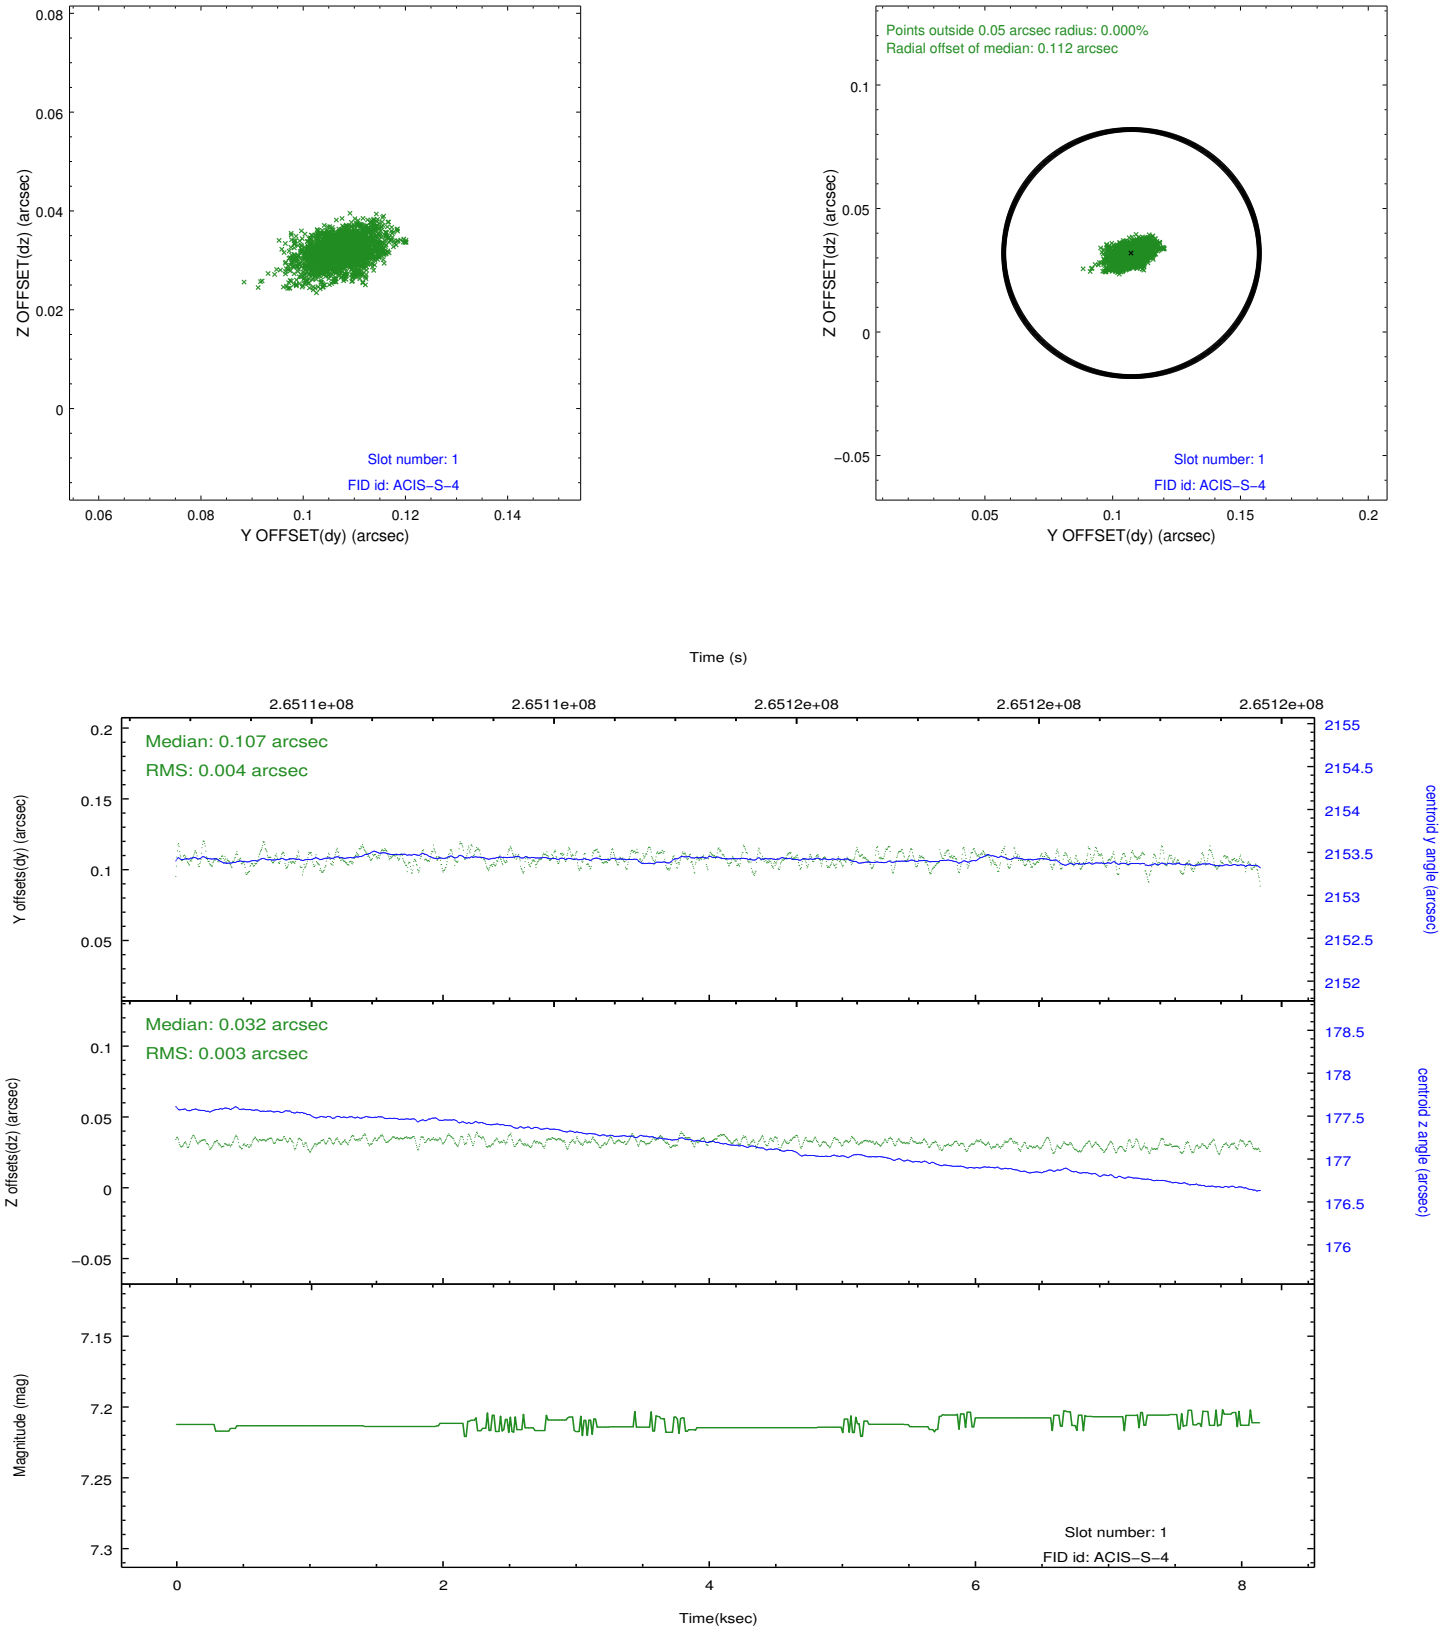 0.08
0.06
0.04
0.02
0
Z OFFSET(dz) (arcsec)
Slot number: 1
FID id: ACIS−S−4
0.06 0.08 0.1 0.12 0.14
Y OFFSET(dy) (arcsec)
Points outside 0.05 arcsec radius: 0.000%
Radial offset of median: 0.112 arcsec
0.1
0.05
0
−0.05
Z OFFSET(dz) (arcsec)
Slot number: 1
FID id: ACIS−S−4
0.05 0.1 0.15 0.2
Y OFFSET(dy) (arcsec)
Time (s)
2.6511e+08 2.6511e+08 2.6512e+08 2.6512e+08 2.6512e+08
Median: 0.107 arcsec
RMS: 0.004 arcsec
0.2
0.15
0.1
0.05
Y offsets(dy) (arcsec)
2155
2154.5
2154
2153.5
2153
2152.5
2152
centroid y angle (arcsec)
Median: 0.032 arcsec
RMS: 0.003 arcsec
0.1
0.05
0
−0.05
Z offsets(dz) (arcsec)
178.5
178
177.5
177
176.5
176
centroid z angle (arcsec)
7.15
7.2
7.25
7.3
Magnitude (mag)
Slot number: 1
FID id: ACIS−S−4
0 2 4 6 8
Time(ksec)